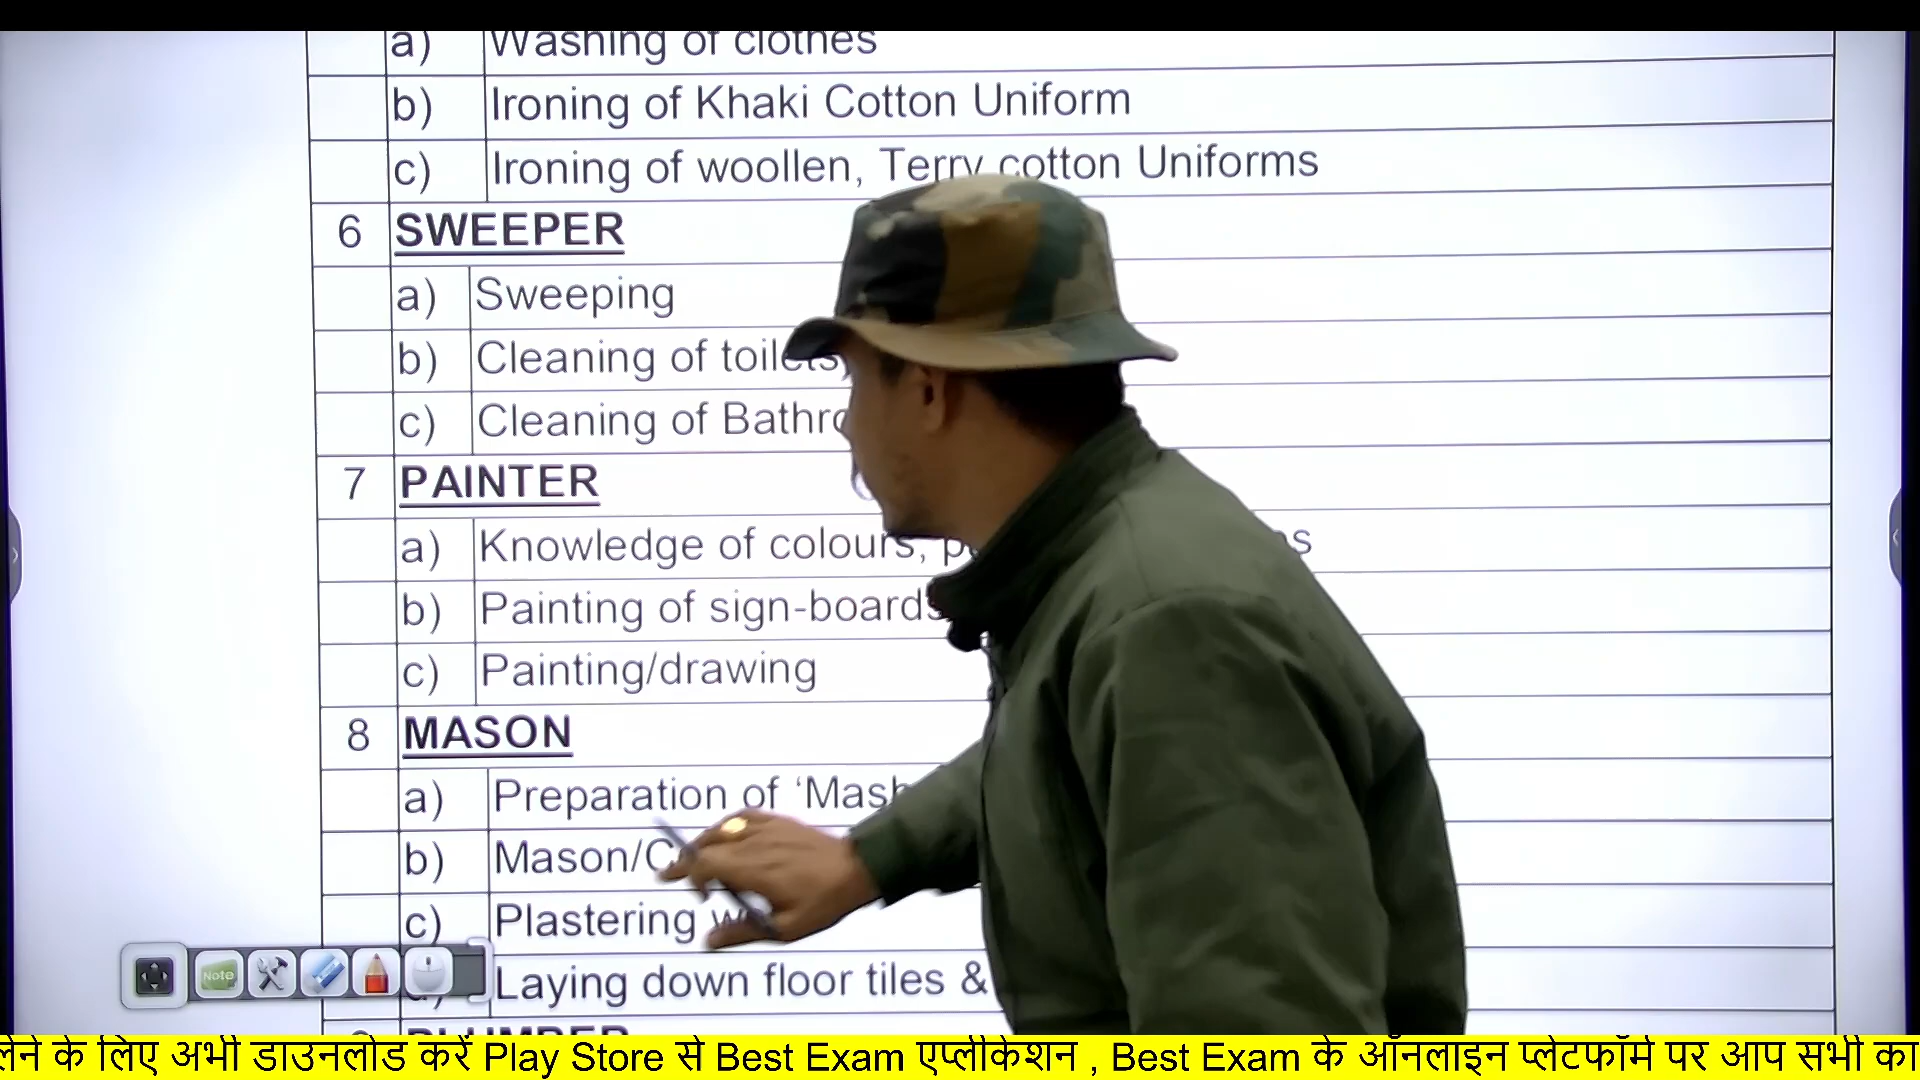 a) Washing of clothes
b) Ironing of Khaki Cotton Uniform
c) Ironing of woollen, Terry cotton Uniforms
6 SWEEPER
a) Sweeping
b) Cleaning of toilets
c) Cleaning of
7 PAINTER
a) Knowledge of colours,
b) Painting of sign-boards
c) Painting/drawing
8 MASON
a) Preparation of
b) Mason/
c) Plastering
d) Laying down floor tiles &
PLUMBER
Note
लेने के लिए अभी डाउनलोड करें Play Store से Best Exam एप्लीकेशन , Best Exam के ऑनलाइन प्लेटफॉर्म पर आप सभी का